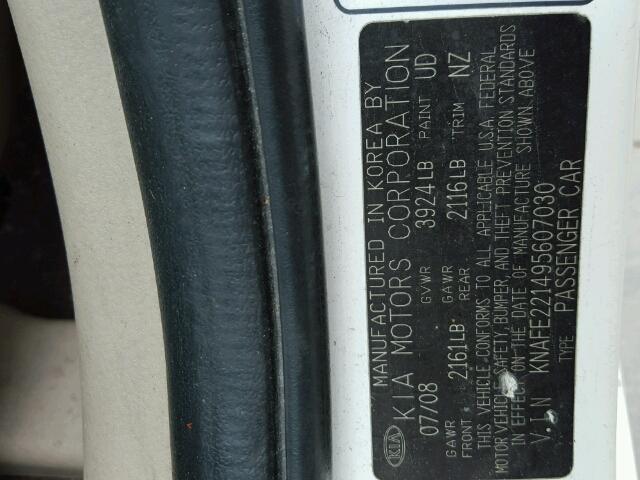 MANUFACTURED IN KOREA BY
KIA KIA MOTORS CORPORATION
07/08 GVWR 3924LB PAINT UD
GAWR FRONT 2161LB GAWR REAR 2116LB TRIM NZ
THIS VEHICLE CONFORMS TO ALL APPLICABLE U.S.A. FEDERAL
MOTOR VEHICLE SAFETY, BUMPER, AND THEFT PREVENTION STANDARDS
IN EFFECT ON THE DATE OF MANUFACTURE SHOWN ABOVE
V.I.N KNAFE221495607030
TYPE PASSENGER CAR